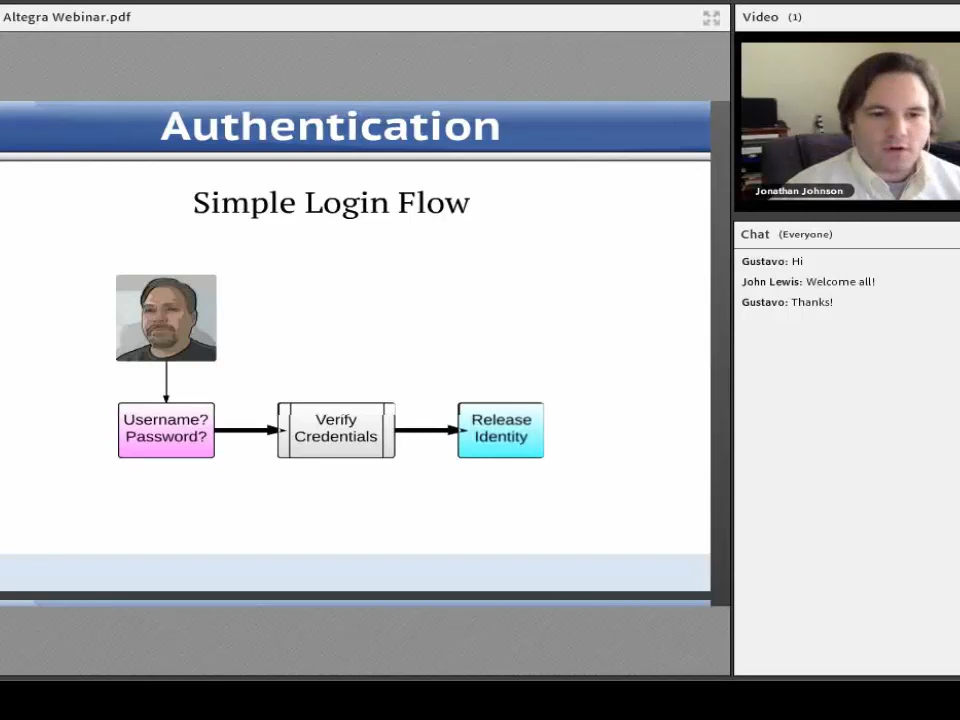 Altegra Webinar.pdf
Authentication
Simple Login Flow
Username?
Password?
Verify
Credentials
Release
Identity
Video (1)
Jonathan Johnson
Chat (Everyone)
Gustavo: Hi
John Lewis: Welcome all!
Gustavo: Thanks!